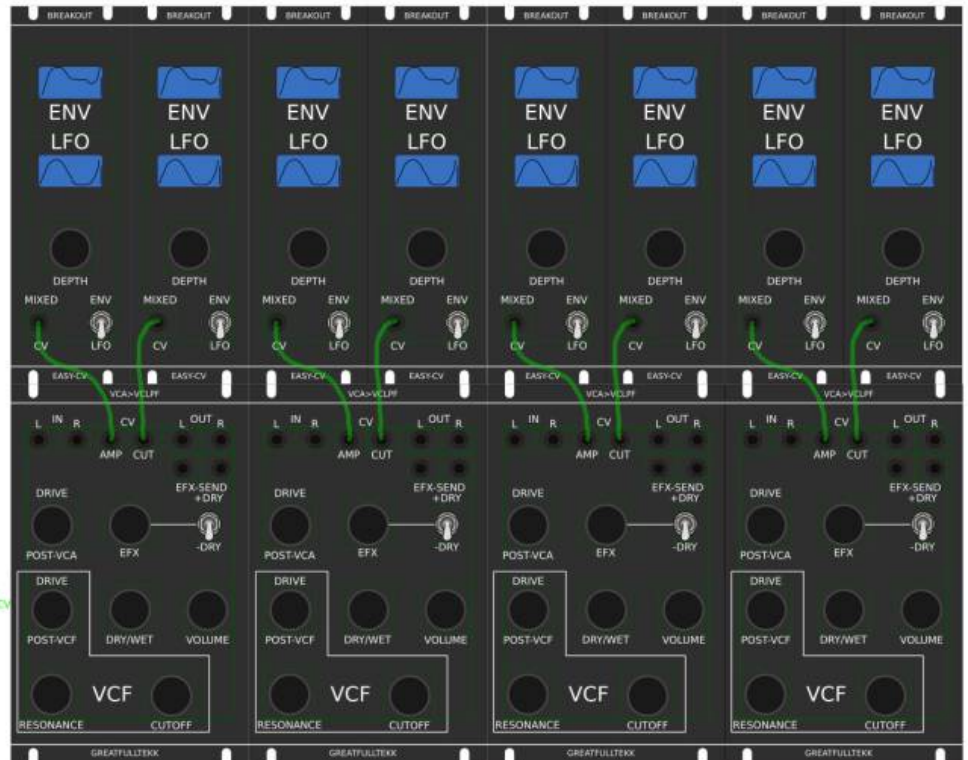 BREAKOUT BREAKOUT BREAKOUT BREAKOUT BREAKOUT BREAKOUT BREAKOUT BREAKOUT
ENV ENV ENV ENV ENV ENV ENV ENV
LFO LFO LFO LFO LFO LFO LFO LFO
DEPTH DEPTH DEPTH DEPTH DEPTH DEPTH DEPTH DEPTH
MIXED ENV MIXED ENV MIXED ENV MIXED ENV MIXED ENV MIXED ENV MIXED ENV MIXED ENV
CV LFO CV LFO CV LFO CV LFO CV LFO CV LFO CV LFO CV LFO
EASY-CV EASY-CV EASY-CV EASY-CV EASY-CV EASY-CV EASY-CV EASY-CV
VCA>VCLPF VCA>VCLPF VCA>VCLPF VCA>VCLPF
L IN R CV L OUT R L IN R CV L OUT R L IN R CV L OUT R L IN R CV L OUT R
AMP CUT AMP CUT AMP CUT AMP CUT
EFX-SEND EFX-SEND EFX-SEND EFX-SEND
DRIVE +DRY DRIVE +DRY DRIVE +DRY DRIVE +DRY
POST-VCA EFX -DRY POST-VCA EFX -DRY POST-VCA EFX -DRY POST-VCA EFX -DRY
DRIVE DRIVE DRIVE DRIVE
CV
POST-VCF DRY/WET VOLUME POST-VCF DRY/WET VOLUME POST-VCF DRY/WET VOLUME POST-VCF DRY/WET VOLUME
VCF VCF VCF VCF
RESONANCE CUTOFF RESONANCE CUTOFF RESONANCE CUTOFF RESONANCE CUTOFF
GREATFULLTEKK GREATFULLTEKK GREATFULLTEKK GREATFULLTEKK